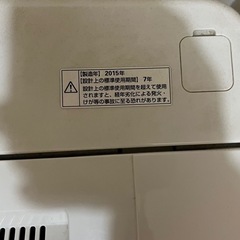 【製造年】2015年
【設計上の標準使用期間】7年
設計上の標準使用期間を超えて使用
されますと、経年劣化による発火・
けが等の事故に至る恐れがあります。